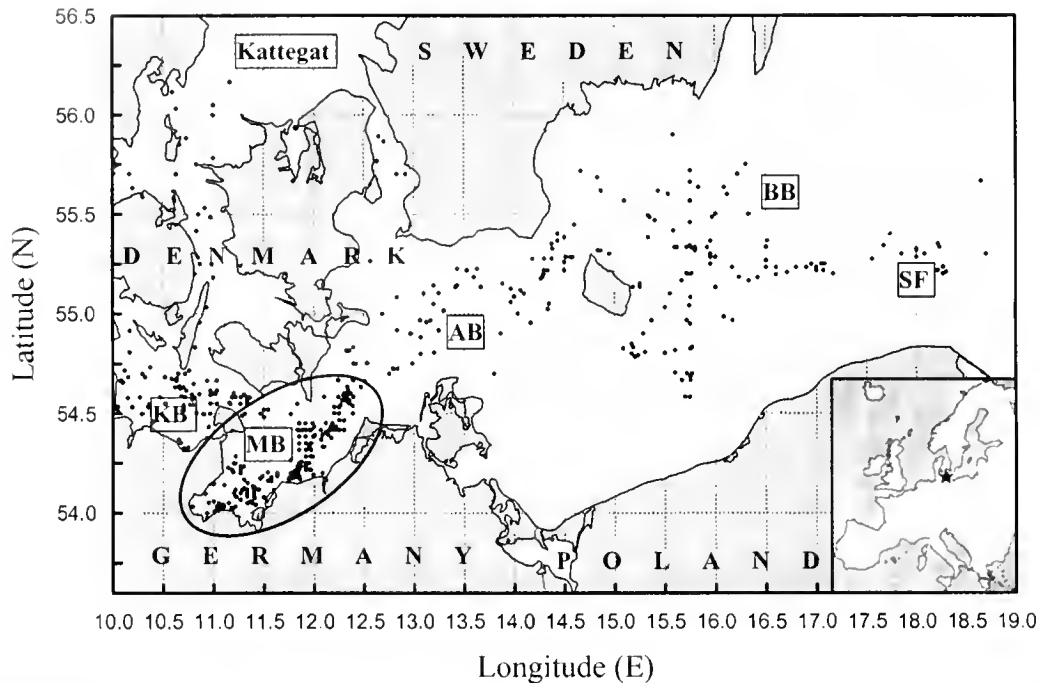 56.5
56.0
55.5
55.0
54.5
54.0
Latitude (N)
Kattegat
S W E D E N
BB
D E N M A R K
SF
AB
KB
MB
G E R M A N Y
P O L A N D
10.0 10.5 11.0 11.5 12.0 12.5 13.0 13.5 14.0 14.5 15.0 15.5 16.0 16.5 17.0 17.5 18.0 18.5 19.0
Longitude (E)